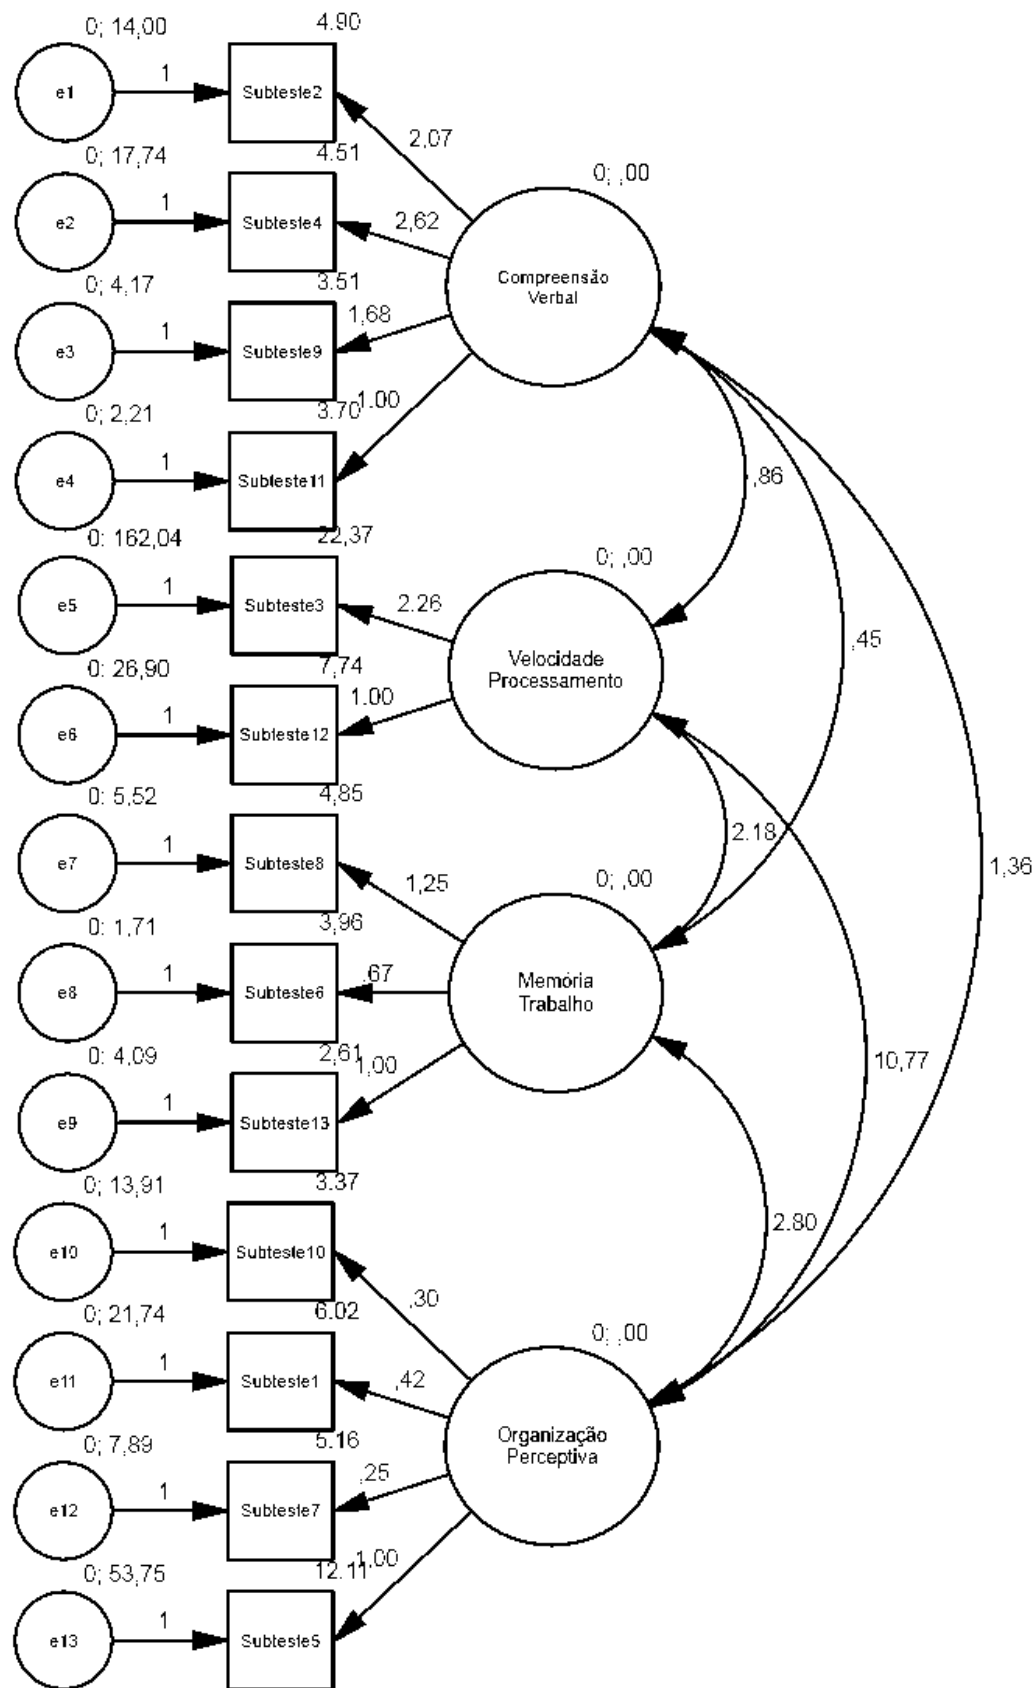 0; 14,00
4.90
e1
1
Subteste2
2,07
0; 17,74
4.51
0; ,00
e2
1
Subteste4
2,62
0; 4,17
3.51
Compreensão
Verbal
e3
1
Subteste9
1,68
0; 2,21
3.70
1.00
e4
1
Subteste11
,86
0: 162,04
22,37
0; ,00
e5
1
Subteste3
2.26
,45
0: 26,90
7,74
Velocidade
Processamento
e6
1
Subteste12
1.00
0: 5,52
4,85
2.18
e7
1
Subteste8
1,25
0; ,00
1,36
0: 1,71
3,96
e8
1
Subteste6
.67
Memória
Trabalho
0: 4,09
2,61
1,00
10,77
e9
1
Subteste13
0; 13,91
3.37
2.80
e10
1
Subteste10
,30
0; 21,74
6.02
0; ,00
e11
1
Subteste1
,42
0; 7,89
5.16
Organização
Perceptiva
e12
1
Subteste7
,25
0; 53,75
12.11
1,00
e13
1
Subteste5